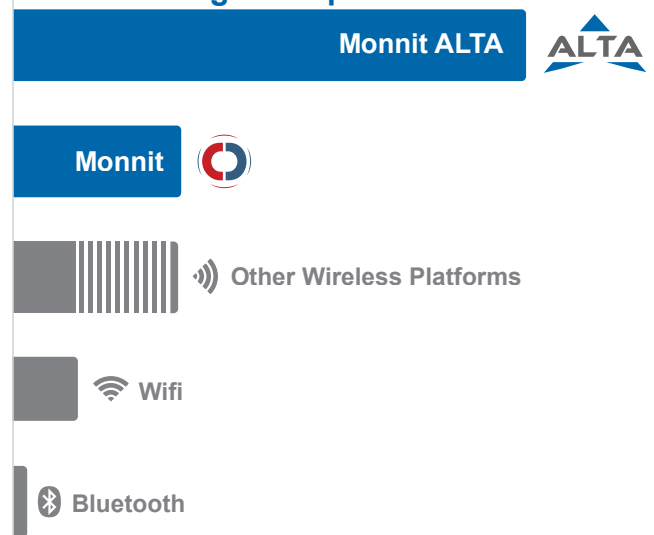 Monnit ALTA
ALTA
Monnit
Other Wireless Platforms
Wifi
Bluetooth